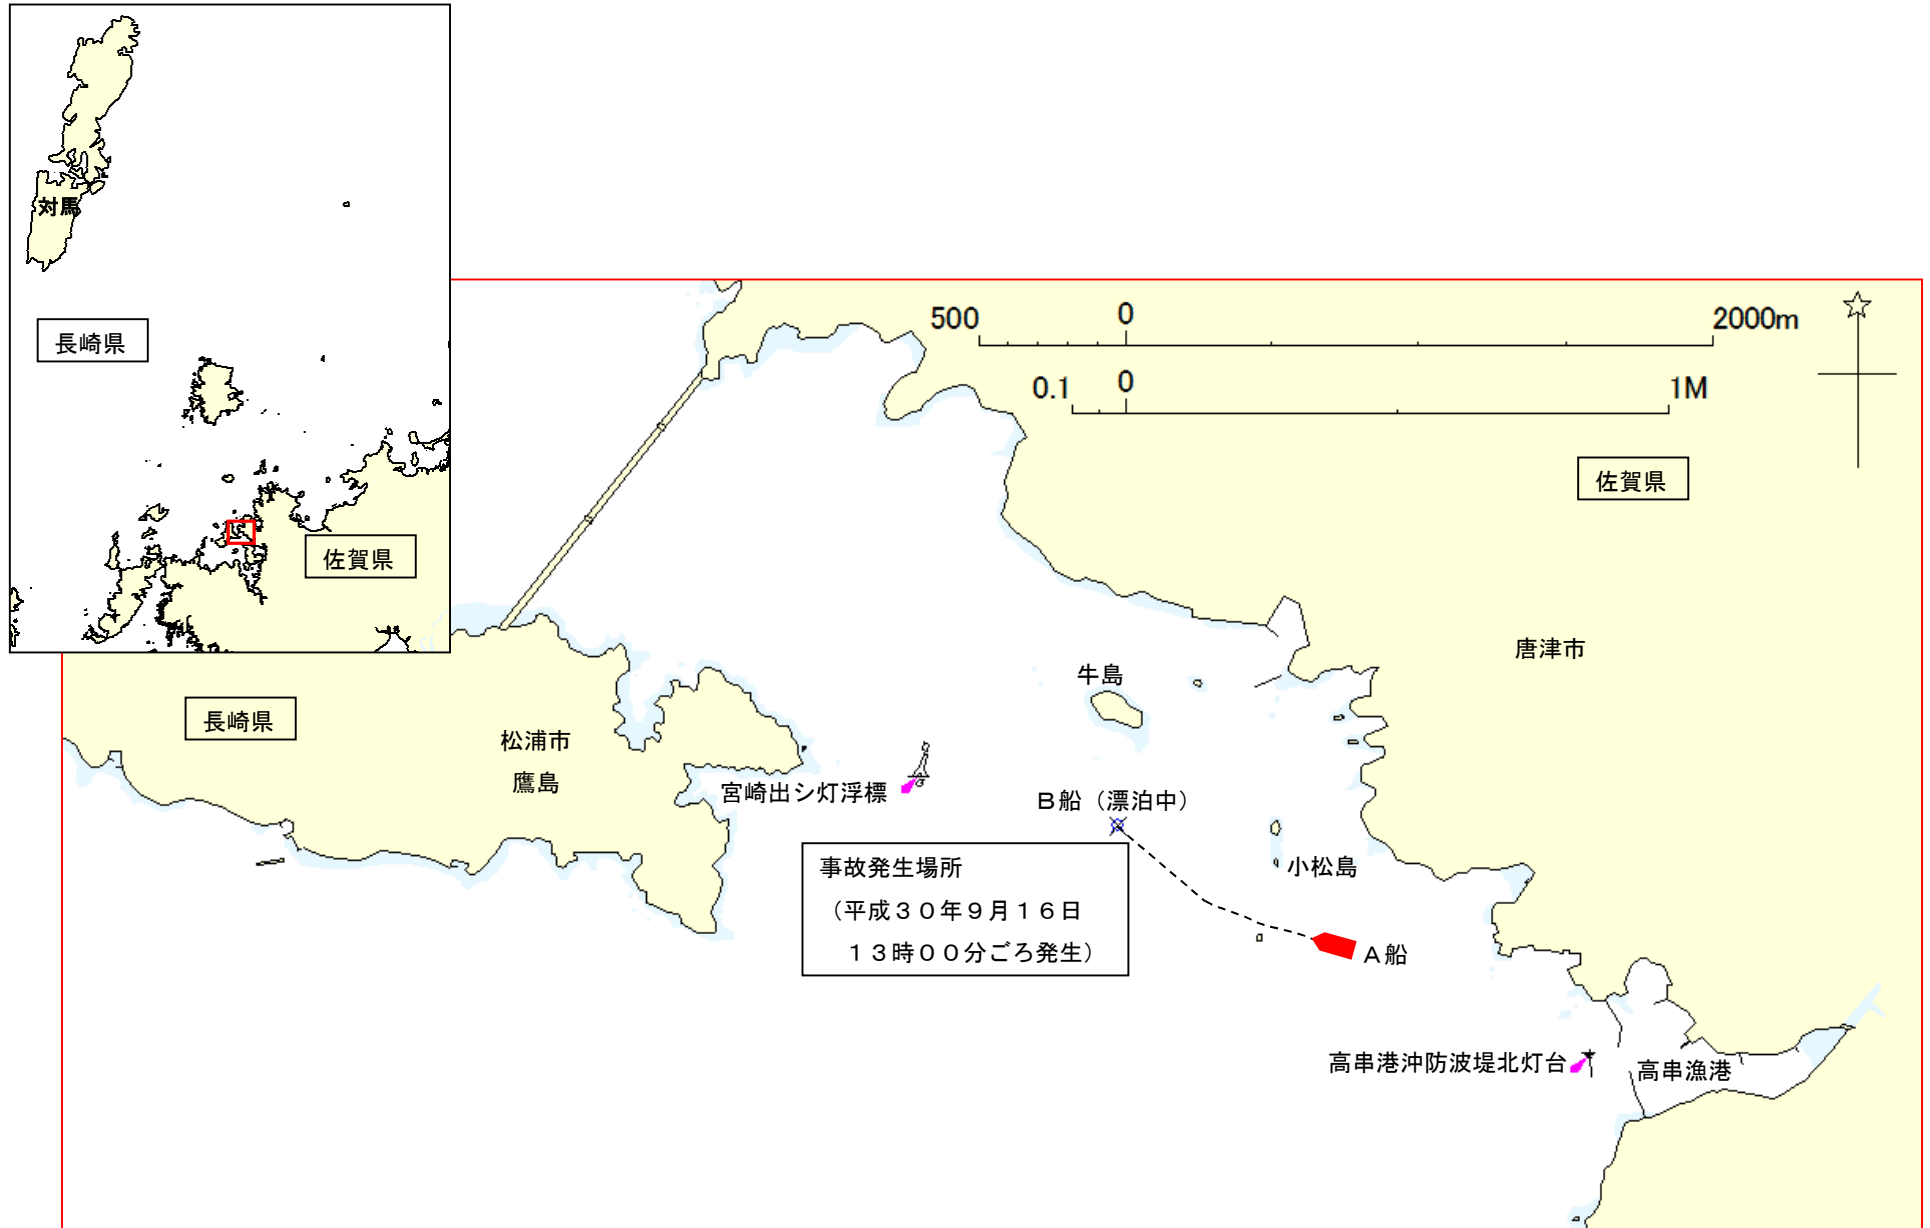 対馬
長崎県
佐賀県
500
0
2000m
0.1
0
1M
佐賀県
唐津市
牛島
長崎県
松浦市
鷹島
宮崎出シ灯浮標
B船(漂泊中)
事故発生場所
(平成30年9月16日
13時00分ごろ発生)
小松島
A船
高串港沖防波堤北灯台
高串漁港